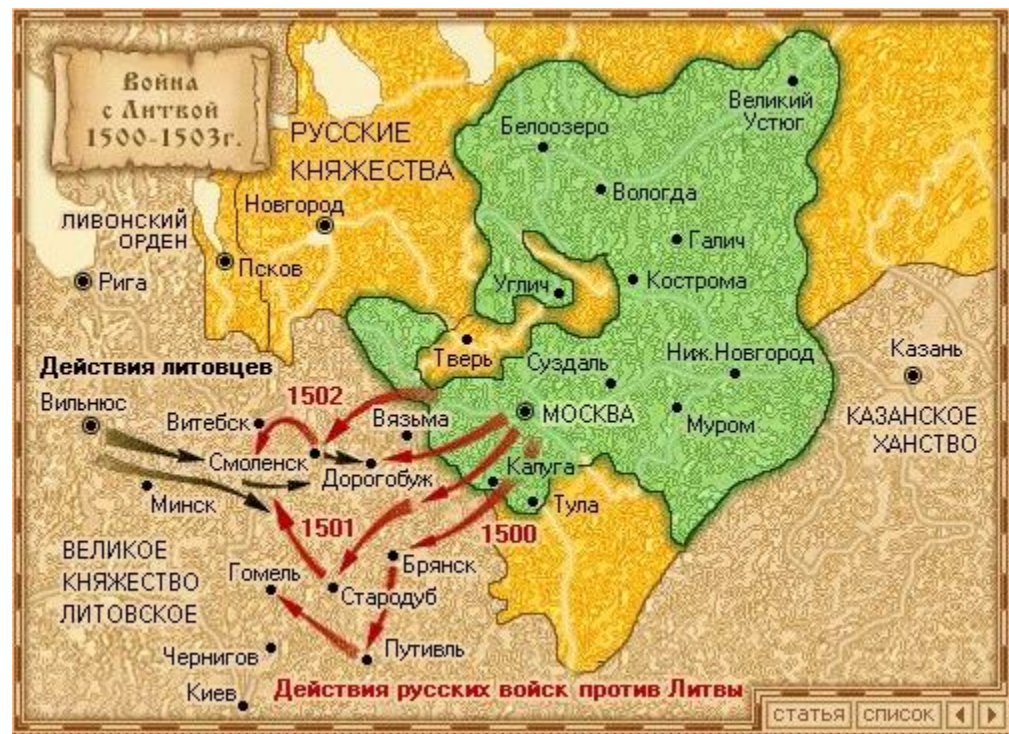 Война
с Литвой
1500-1503г.
РУССКИЕ
КНЯЖЕСТВА
Великий
Устюг
Белоозеро
Вологда
Новгород
ЛИВОНСКИЙ
ОРДЕН
Галич
Псков
Рига
Углич
Кострома
Тверь
Суздаль
Ниж.Новгород
Казань
Действия литовцев
1502
Вильнюс
Витебск
Вязьма
МОСКВА
Муром
КАЗАНСКОЕ
ХАНСТВО
Смоленск
Дорогобуж
Калуга
Минск
Тула
1501
1500
ВЕЛИКОЕ
КНЯЖЕСТВО
ЛИТОВСКОЕ
Брянск
Гомель
Стародуб
Чернигов
Путивль
Киев
Действия русских войск против Литвы
статья список